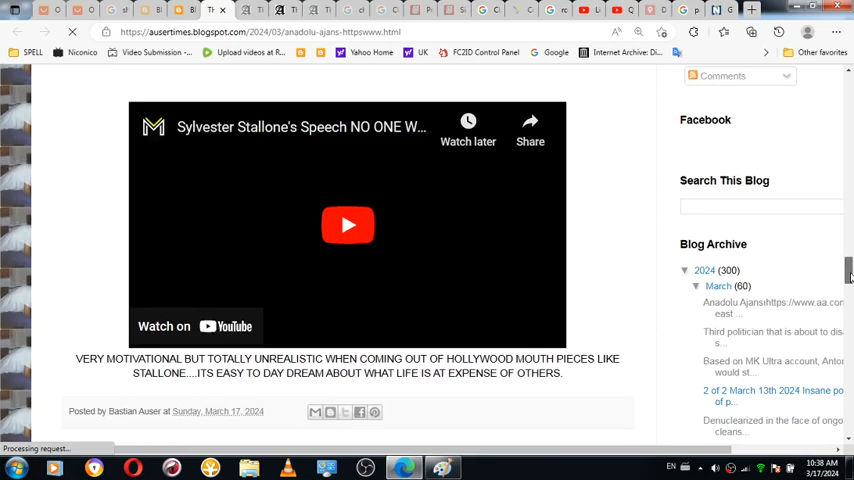 https://ausertimes.blogspot.com/2024/03/anadolu-ajans-httpswww.html
SPELL
Niconico
Video Submission -...
Upload videos at R...
Yahoo Home
UK
FC2ID Control Panel
Google
Internet Archive: Di...
Other favorites
Sylvester Stallone's Speech NO ONE W...
Watch later
Share
Watch on YouTube
VERY MOTIVATIONAL BUT TOTALLY UNREALISTIC WHEN COMING OUT OF HOLLYWOOD MOUTH PIECES LIKE
STALLONE....ITS EASY TO DAY DREAM ABOUT WHAT LIFE IS AT EXPENSE OF OTHERS.
Posted by Bastian Auser at Sunday, March 17, 2024
Comments
Facebook
Search This Blog
Blog Archive
2024 (300)
March (60)
Anadolu Ajansıhttps://www.aa.con
east ...
Third politician that is about to dis
s...
Based on MK Ultra account, Anto
would st...
2 of 2 March 13th 2024 Insane po
of p...
Denuclearized in the face of ongo
cleans...
Processing request...
EN
10:38 AM
3/17/2024